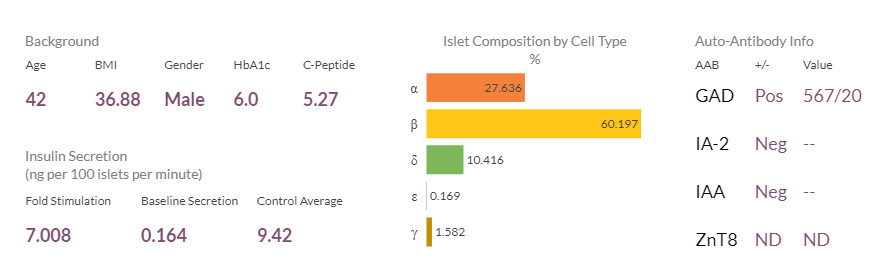 Background
Age BMI Gender HbA1c C-Peptide
42 36.88 Male 6.0 5.27
Insulin Secretion
(ng per 100 islets per minute)
Fold Stimulation Baseline Secretion Control Average
7.008 0.164 9.42
Islet Composition by Cell Type
%
α 27.636
β 60.197
δ 10.416
ε 0.169
γ 1.582
Auto-Antibody Info
AAB +/- Value
GAD Pos 567/20
IA-2 Neg --
IAA Neg --
ZnT8 ND ND